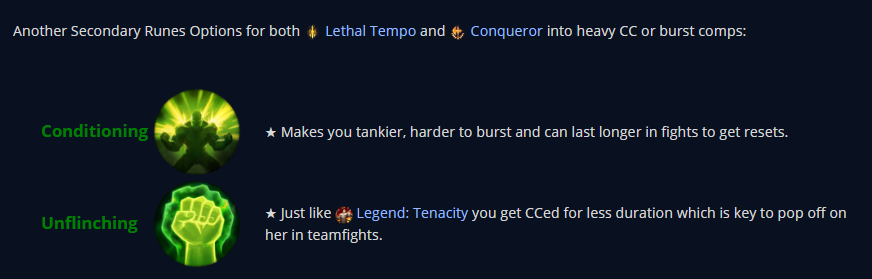 Another Secondary Runes Options for both Lethal Tempo and Conqueror into heavy CC or burst comps:
Conditioning
★ Makes you tankier, harder to burst and can last longer in fights to get resets.
Unflinching
★ Just like Legend: Tenacity you get CCed for less duration which is key to pop off on
her in teamfights.